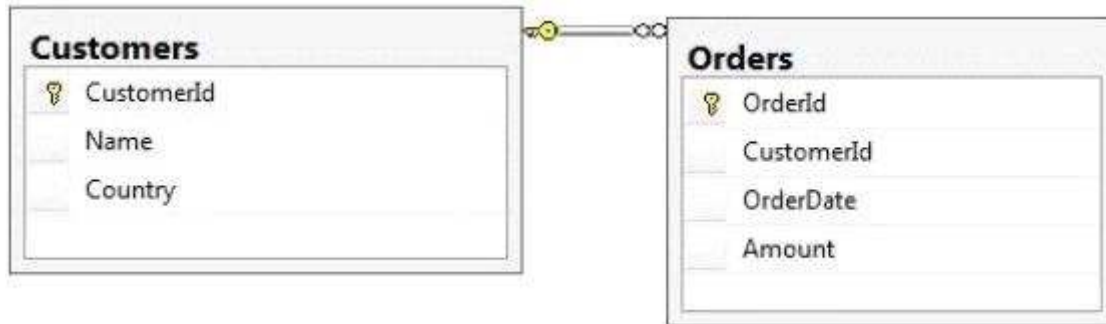 Customers
CustomerId
Name
Country
Orders
OrderId
CustomerId
OrderDate
Amount